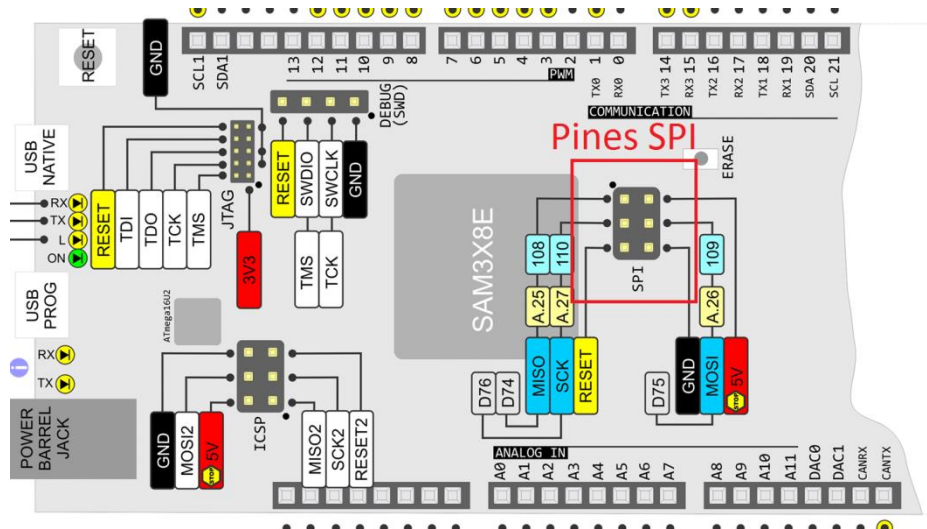 RESET
GND
SCL1
SDA1
13
12
11
10
9
8
7
6
5
4
3
2
1
0
TX0
RX0
PWM
TX3 14
RX3 15
TX2 16
RX2 17
TX1 18
RX1 19
SDA 20
SCL 21
DEBUG
(SWD)
COMMUNICATION
Pines SPI
ERASE
USB
NATIVE
RX
TX
L
ON
RESET
TDI
TDO
TCK
TMS
JTAG
3V3
RESET
SWDIO
SWCLK
GND
TMS
TCK
SAM3X8E
108
110
109
SPI
A.25
A.27
A.26
USB
PROG
ATmega16U2
RX
TX
D76
D74
MISO
SCK
RESET
D75
GND
MOSI
STOP 5V
POWER
BARREL
JACK
GND
MOSI2
STOP 5V
ICSP
MISO2
SCK2
RESET2
ANALOG IN
A0
A1
A2
A3
A4
A5
A6
A7
A8
A9
A10
A11
DAC0
DAC1
CANRX
CANTX